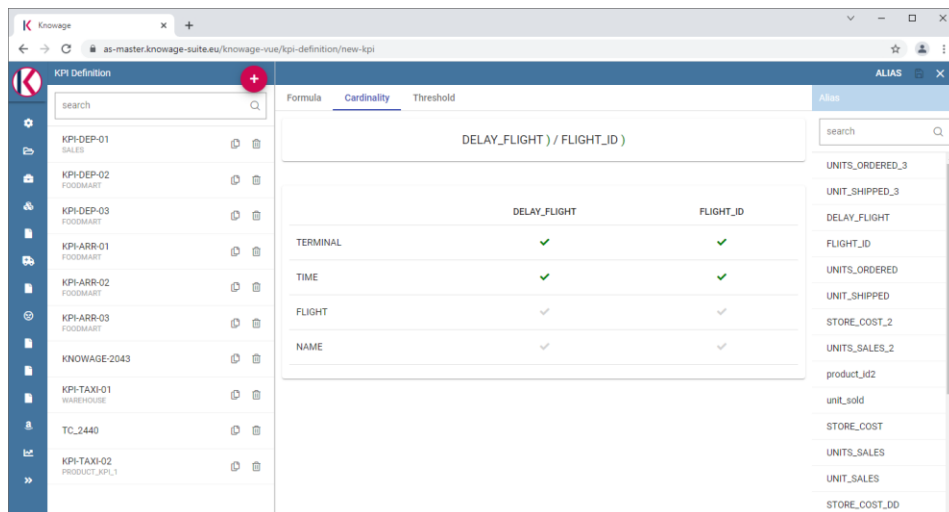 Knowage
as-master.knowage-suite.eu/knowage-vue/kpi-definition/new-kpi
KPI Definition
ALIAS
search
KPI-DEP-01
SALES
KPI-DEP-02
FOODMART
KPI-DEP-03
FOODMART
KPI-ARR-01
FOODMART
KPI-ARR-02
FOODMART
KPI-ARR-03
FOODMART
KNOWAGE-2043
KPI-TAXI-01
WAREHOUSE
TC_2440
KPI-TAXI-02
PRODUCT_KPI_1
Formula Cardinality Threshold
DELAY_FLIGHT ) / FLIGHT_ID )
DELAY_FLIGHT FLIGHT_ID
TERMINAL
TIME
FLIGHT
NAME
Alias
search
UNITS_ORDERED_3
UNIT_SHIPPED_3
DELAY_FLIGHT
FLIGHT_ID
UNITS_ORDERED
UNIT_SHIPPED
STORE_COST_2
UNITS_SALES_2
product_id2
unit_sold
STORE_COST
UNITS_SALES
UNIT_SALES
STORE_COST_DD